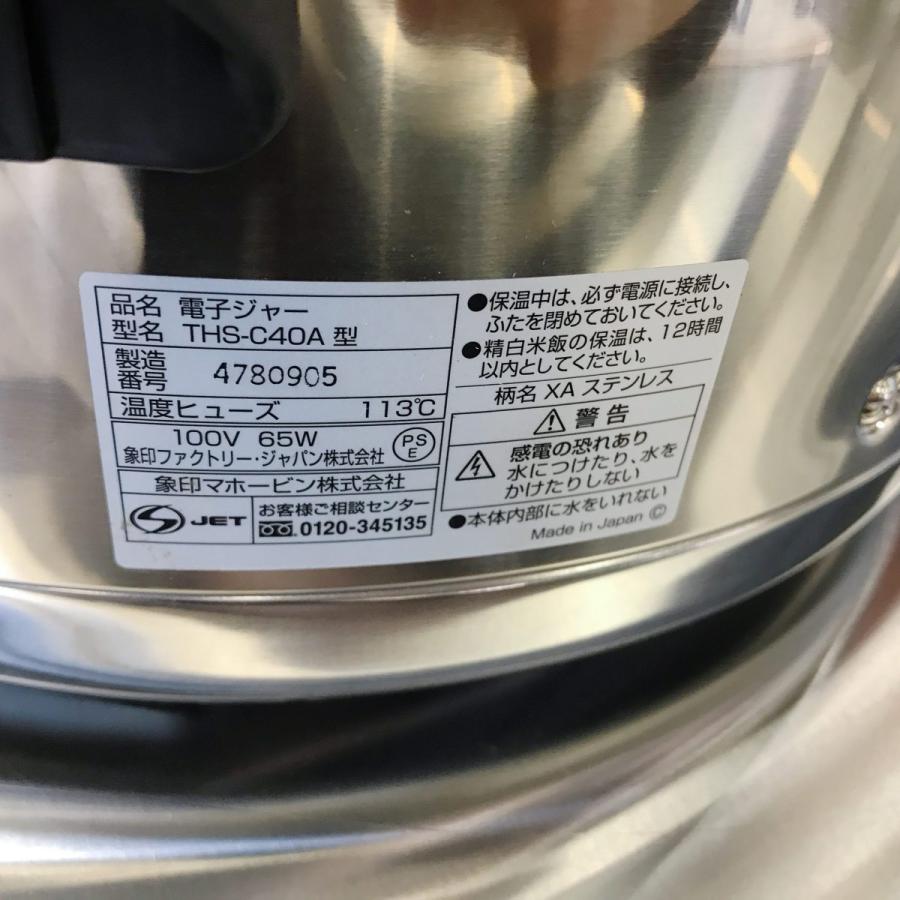 品名 電子ジャー
型名 THS-C40A 型
製造
番号 4780905
温度ヒューズ 113℃
100V 65W
象印ファクトリー・ジャパン株式会社
PS
E
象印マホービン株式会社
JET
お客様ご相談センター
0120-345135
●保温中は、必ず電源に接続し、
ふたを閉めておいてください。
●精白米飯の保温は、12時間
以内としてください。
柄名 XA ステンレス
警告
感電の恐れあり
水につけたり、水を
かけたりしない
●本体内部に水をいれない
Made in Japan Ⓒ